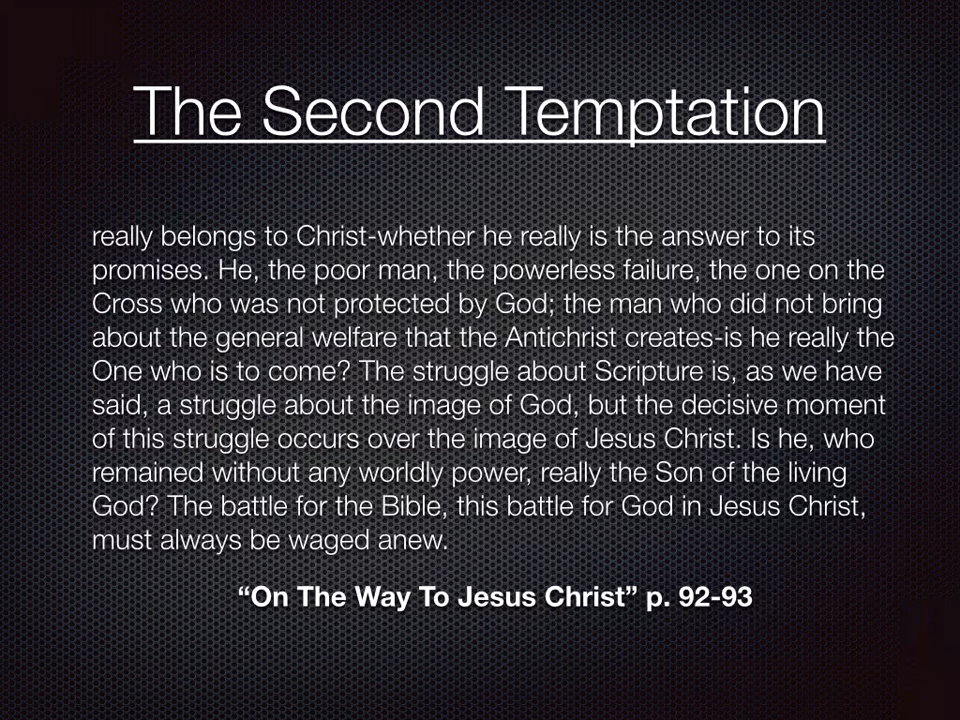 The Second Temptation
really belongs to Christ-whether he really is the answer to its
promises. He, the poor man, the powerless failure, the one on the
Cross who was not protected by God; the man who did not bring
about the general welfare that the Antichrist creates-is he really the
One who is to come? The struggle about Scripture is, as we have
said, a struggle about the image of God, but the decisive moment
of this struggle occurs over the image of Jesus Christ. Is he, who
remained without any worldly power, really the Son of the living
God? The battle for the Bible, this battle for God in Jesus Christ,
must always be waged anew.
“On The Way To Jesus Christ” p. 92-93